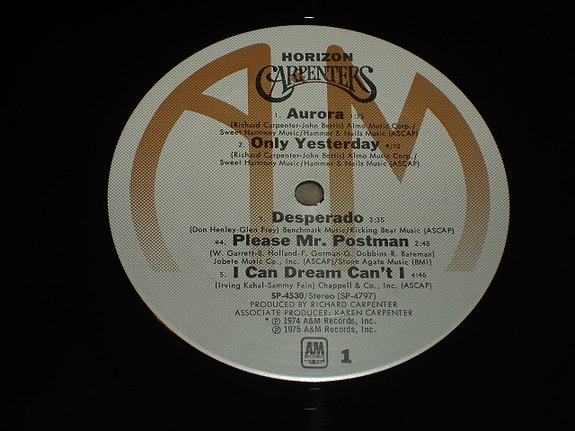 HORIZON
CARPENTERS
1. Aurora 1:32
(Richard Carpenter-John Bettis) Almo Music Corp./
Sweet Harmony Music/Hammer & Nails Music (ASCAP)
2. Only Yesterday 4:10
(Richard Carpenter-John Bettis) Almo Music Corp./
Sweet Harmony Music/Hammer & Nails Music (ASCAP)
3. Desperado 3:35
(Don Henley-Glen Frey) Benchmark Music/Kicking Bear Music (ASCAP)
*4. Please Mr. Postman 2:48
(W. Garrett-B. Holland-F. Gorman-G. Dobbins-R. Bateman)
Jobete Music Co., Inc. (ASCAP)/Stone Agate Music (BMI)
5. I Can Dream Can't I 4:46
(Irving Kahal-Sammy Fain) Chappell & Co., Inc. (ASCAP)
SP-4530/Stereo (SP-4797)
PRODUCED BY RICHARD CARPENTER
ASSOCIATE PRODUCER: KAREN CARPENTER
* ℗ 1974 A&M Records, Inc.
℗ 1975 A&M Records, Inc.
A&M
RECORDS
1